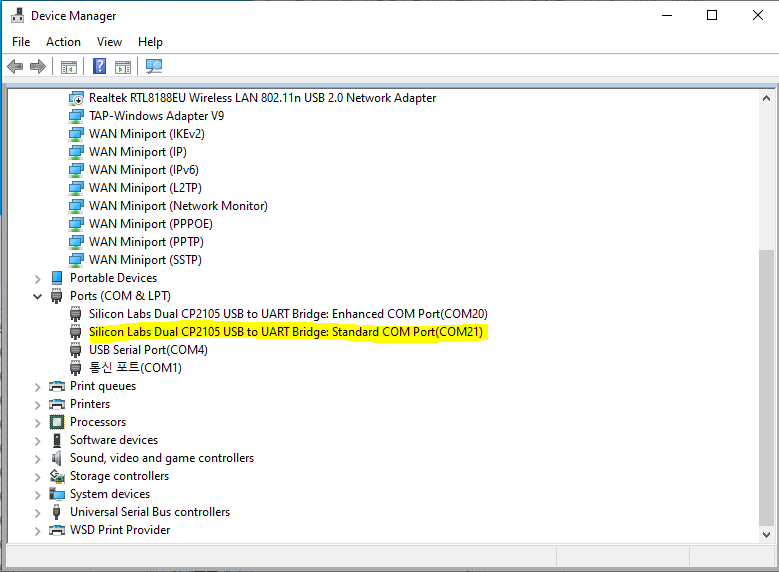 Device Manager
File Action View Help
Realtek RTL8188EU Wireless LAN 802.11n USB 2.0 Network Adapter
TAP-Windows Adapter V9
WAN Miniport (IKEv2)
WAN Miniport (IP)
WAN Miniport (IPv6)
WAN Miniport (L2TP)
WAN Miniport (Network Monitor)
WAN Miniport (PPPOE)
WAN Miniport (PPTP)
WAN Miniport (SSTP)
Portable Devices
Ports (COM & LPT)
Silicon Labs Dual CP2105 USB to UART Bridge: Enhanced COM Port(COM20)
Silicon Labs Dual CP2105 USB to UART Bridge: Standard COM Port(COM21)
USB Serial Port(COM4)
통신 포트(COM1)
Print queues
Printers
Processors
Software devices
Sound, video and game controllers
Storage controllers
System devices
Universal Serial Bus controllers
WSD Print Provider